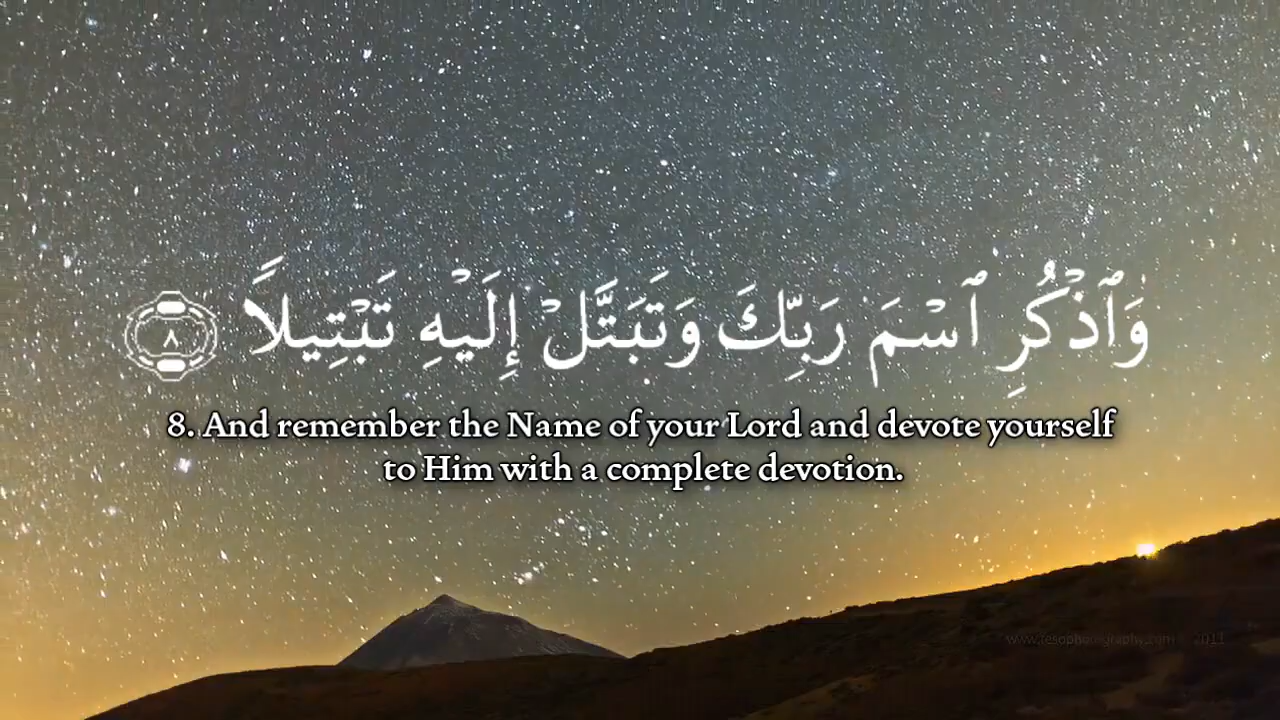 وَٱذْكُرِ ٱسْمَ رَبِّكَ وَتَبَتَّلْ إِلَيْهِ تَبْتِيلًا ٨
8. And remember the Name of your Lord and devote yourself
to Him with a complete devotion.